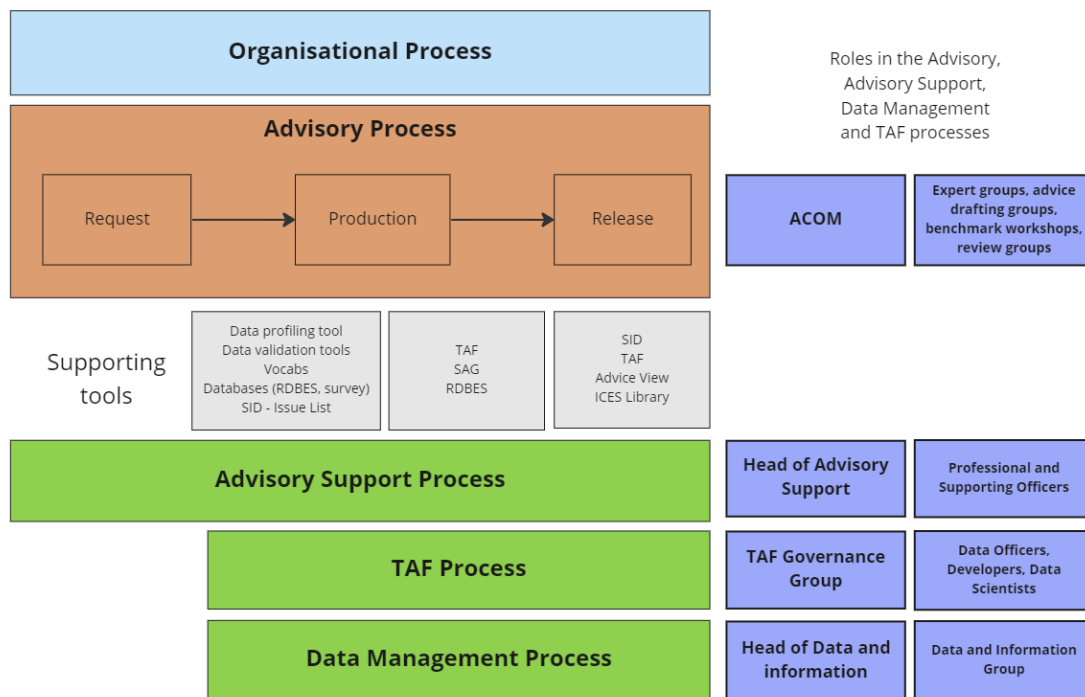 Organisational Process
Roles in the Advisory,
Advisory Support,
Data Management
and TAF processes
Advisory Process
Request
Production
Release
ACOM
Expert groups, advice
drafting groups,
benchmark workshops,
review groups
Supporting
tools
Data profiling tool
Data validation tools
Vocabs
Databases (RDBES, survey)
SID - Issue List
TAF
SAG
RDBES
SID
TAF
Advice View
ICES Library
Advisory Support Process
Head of Advisory
Support
Professional and
Supporting Officers
TAF Process
TAF Governance
Group
Data Officers,
Developers, Data
Scientists
Data Management Process
Head of Data and
information
Data and Information
Group